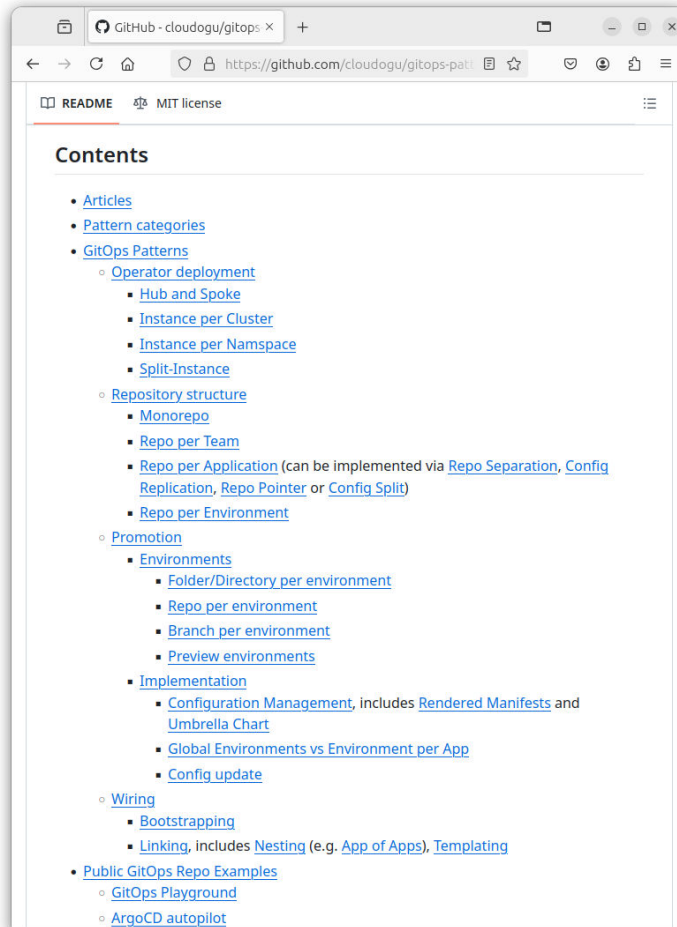 GitHub - cloudogu/gitops-
https://github.com/cloudogu/gitops-pat
README MIT license
Contents
Articles
Pattern categories
GitOps Patterns
Operator deployment
Hub and Spoke
Instance per Cluster
Instance per Namspace
Split-Instance
Repository structure
Monorepo
Repo per Team
Repo per Application (can be implemented via Repo Separation, Config
Replication, Repo Pointer or Config Split)
Repo per Environment
Promotion
Environments
Folder/Directory per environment
Repo per environment
Branch per environment
Preview environments
Implementation
Configuration Management, includes Rendered Manifests and
Umbrella Chart
Global Environments vs Environment per App
Config update
Wiring
Bootstrapping
Linking, includes Nesting (e.g. App of Apps), Templating
Public GitOps Repo Examples
GitOps Playground
ArgoCD autopilot